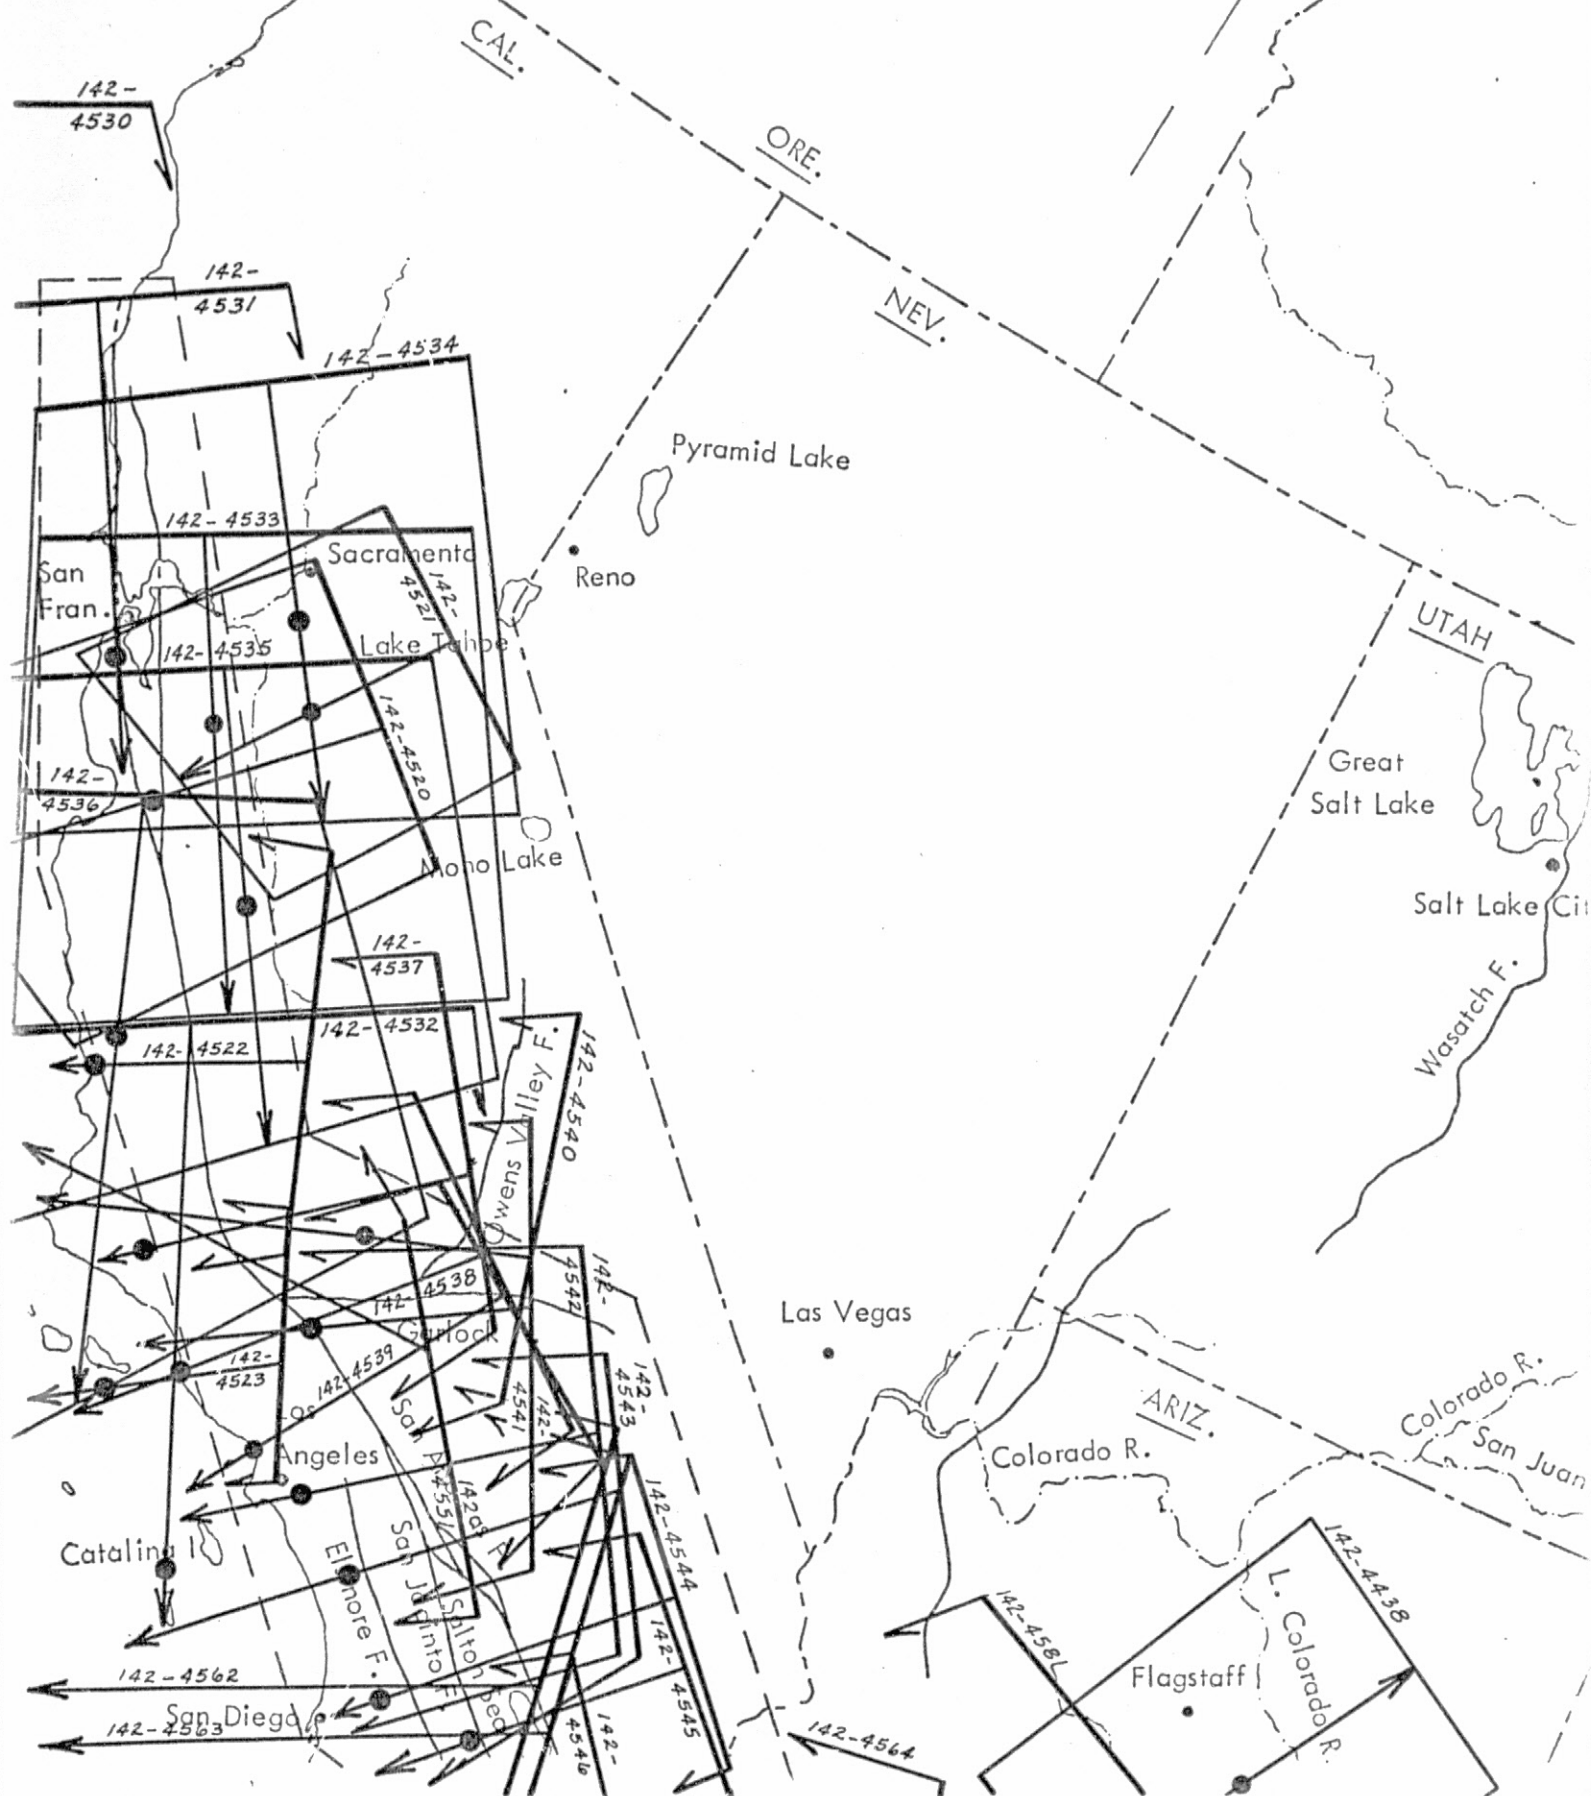 CAL.
142-
4530
ORE.
142-
4531
NEV.
142-4534
Pyramid Lake
142-4533
Sacramento
San
Fran.
Reno
142-
4521
Lake Tahoe
142-4535
UTAH
142-4520
Great
Salt Lake
142-
4536
Mono Lake
Salt Lake Cit
142-
4537
142-4532
Wasatch F.
142-4522
Owens Valley F.
142-4540
142-4538
142-
4542
Las Vegas
Garlock
142-
4523
142-4539
142-
4543
4541
142-
ARIZ.
Colorado R.
San Juan
Los
Angeles
Colorado R.
142-4544
Catalina I.
Elsinore F.
San Jacinto F.
Salton Sea
142-4438
L. Colorado R.
Flagstaff
142-4562
San Diego
142-4563
142-
4545
142-
4546
142-4564